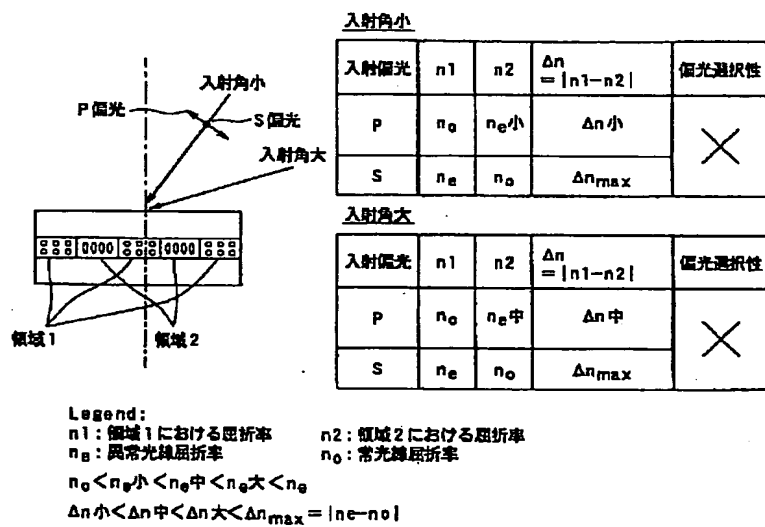 入射角小
P偏光
S偏光
入射角大
領域1
領域2
入射角小
入射偏光 n1 n2 Δn =|n1−n2| 偏光選択性
P no ne小 Δn小
S ne no Δnmax
入射角大
入射偏光 n1 n2 Δn =|n1−n2| 偏光選択性
P no ne中 Δn中
S ne no Δnmax
Legend:
n1:領域1における屈折率 n2:領域2における屈折率
ne:異常光線屈折率 no:常光線屈折率
no<ne小<ne中<ne大<ne
Δn小<Δn中<Δn大<Δnmax=|ne−no|